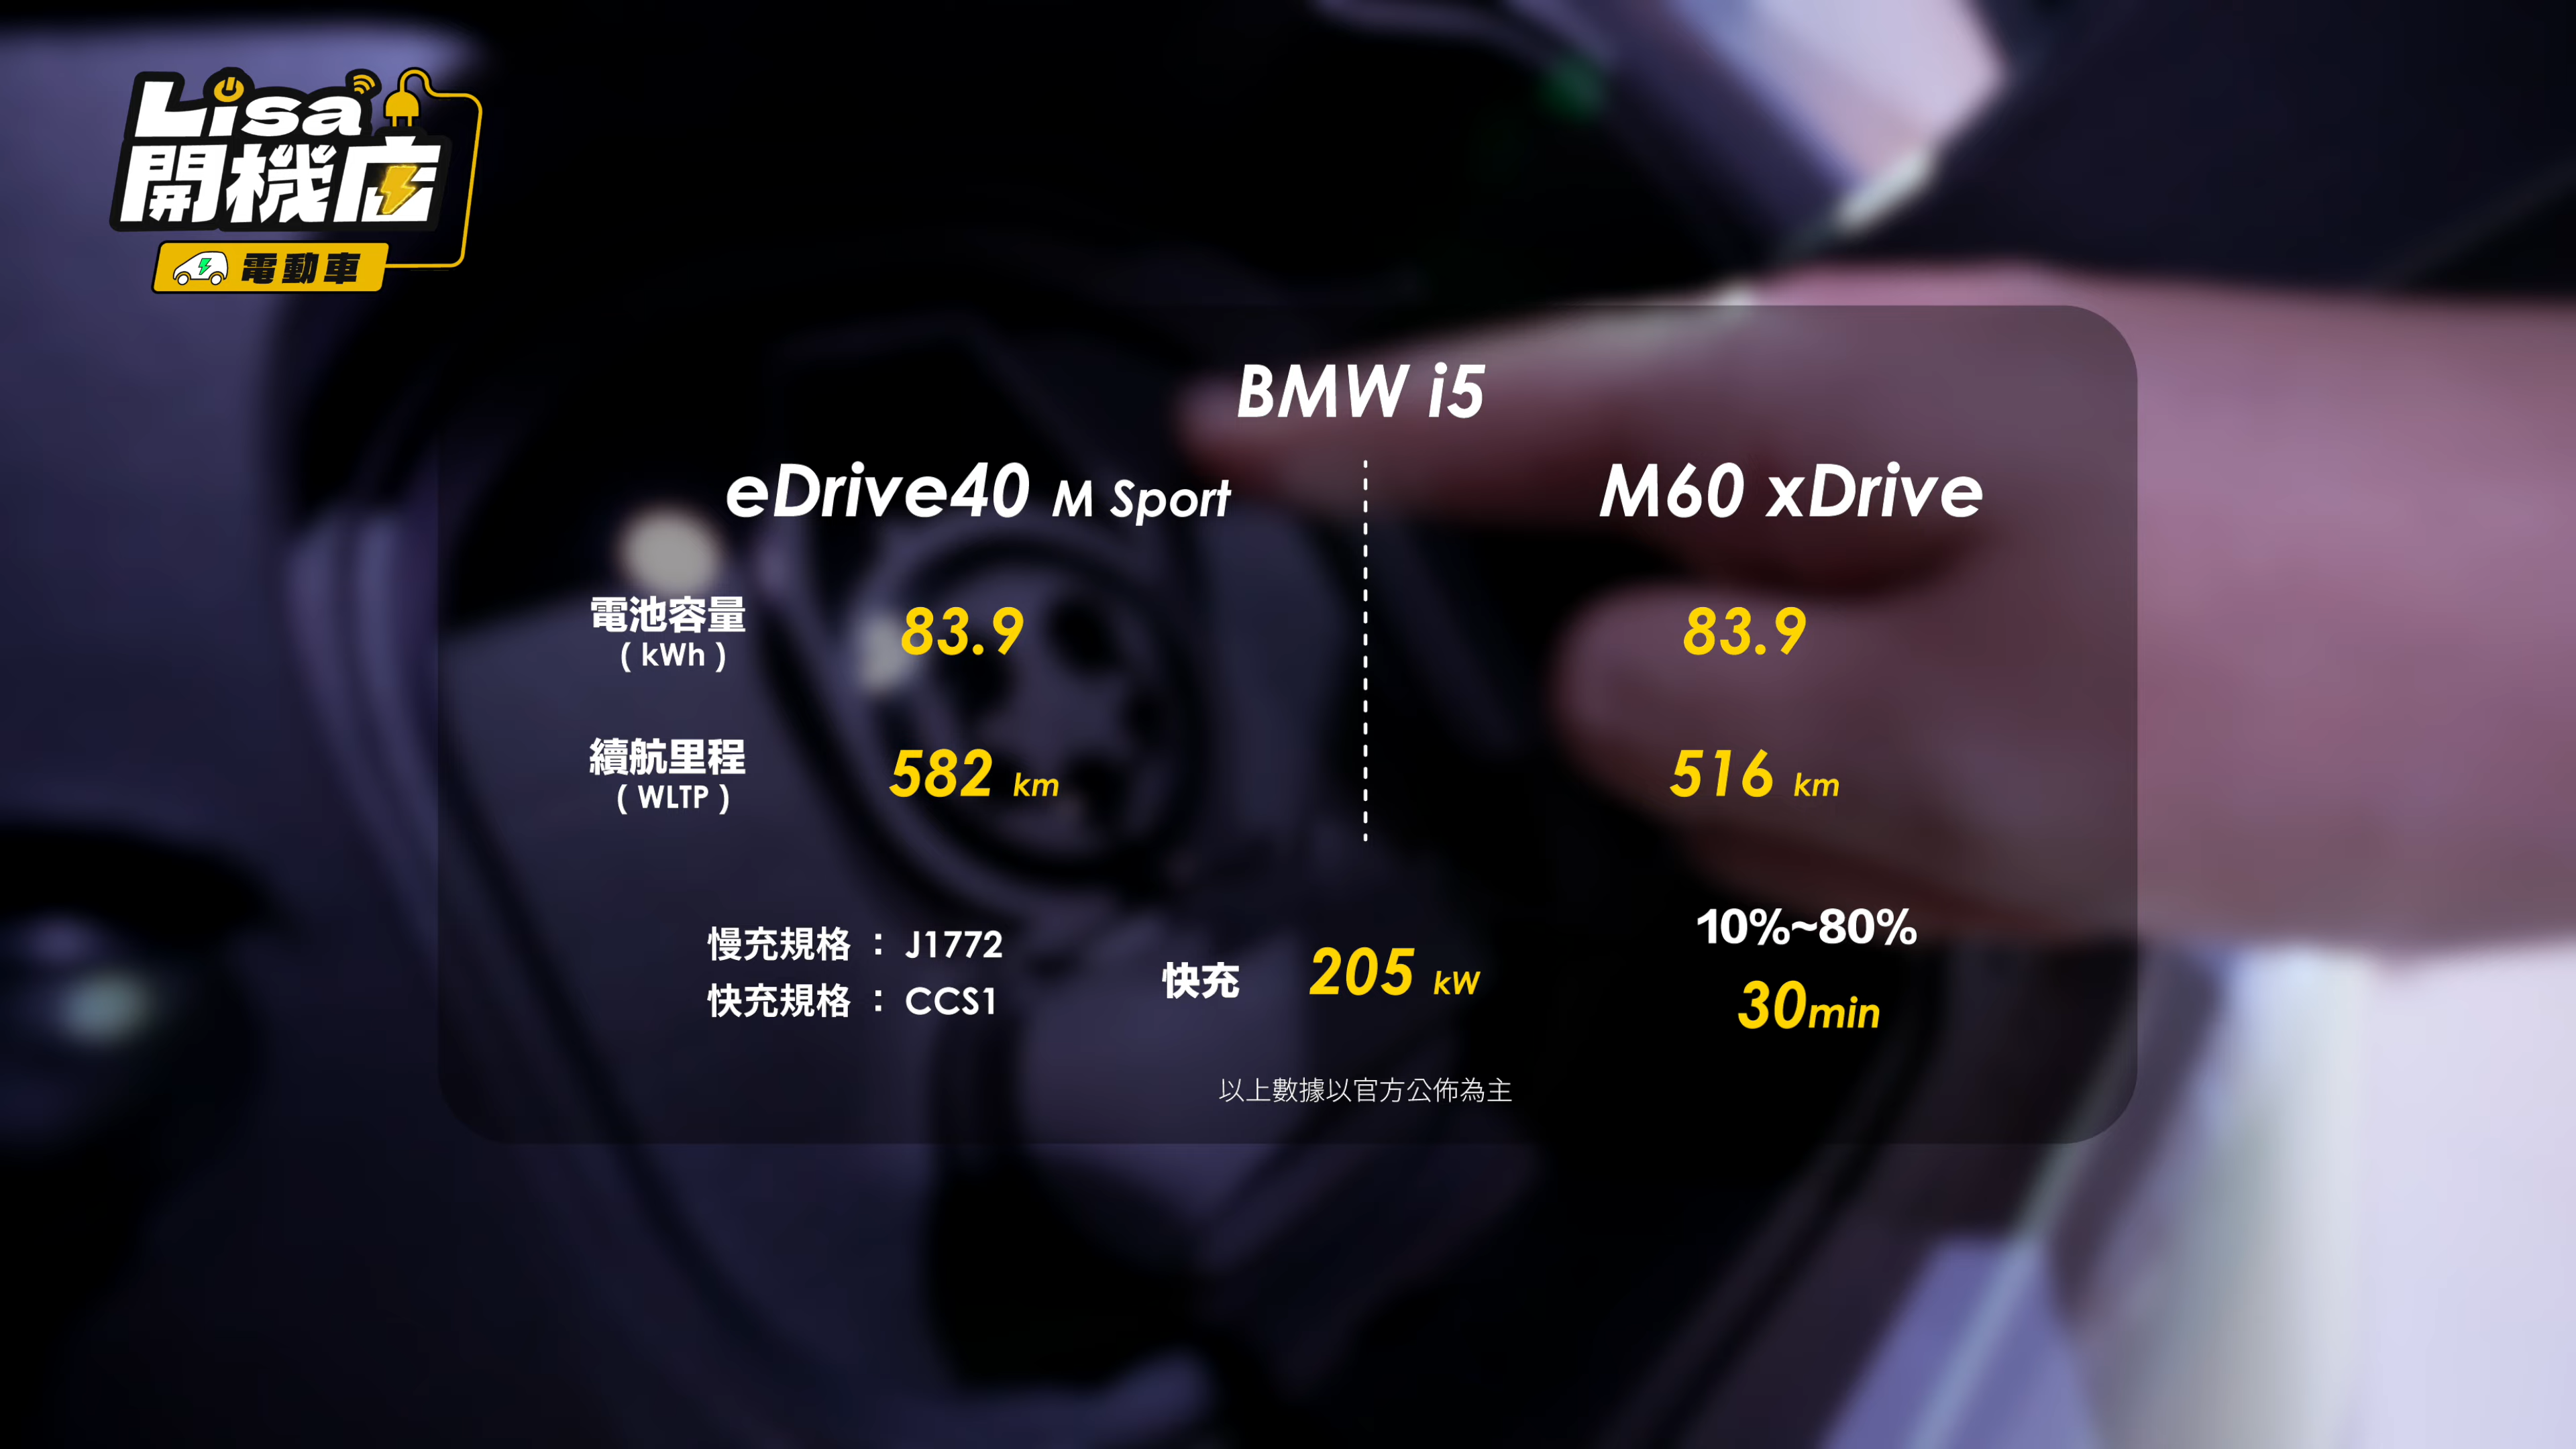 Lisa
開機店
電動車
BMW i5
eDrive40 M Sport
M60 xDrive
電池容量
( kWh )
83.9
83.9
續航里程
( WLTP )
582 km
516 km
慢充規格 : J1772
快充規格 : CCS1
快充 205 kW
10%~80%
30min
以上數據以官方公佈為主